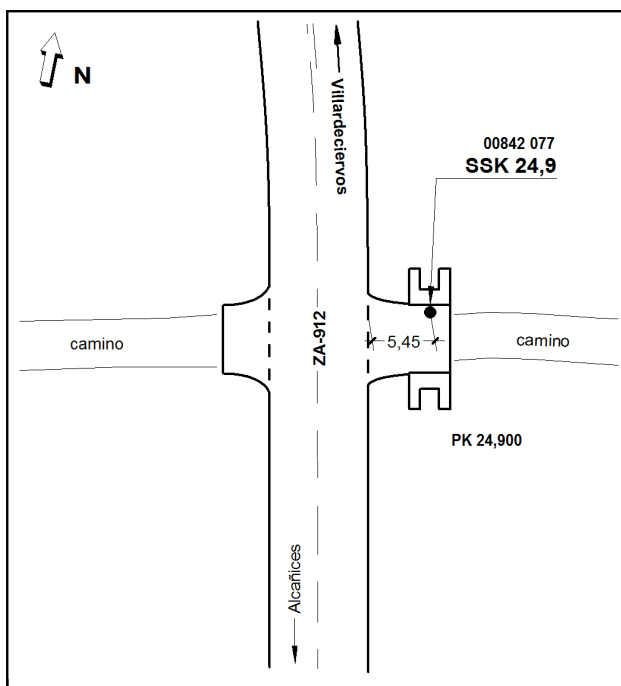 N
Villardeciervos
00842 077
SSK 24,9
ZA-912
camino
5,45
camino
PK 24,900
Alcañices